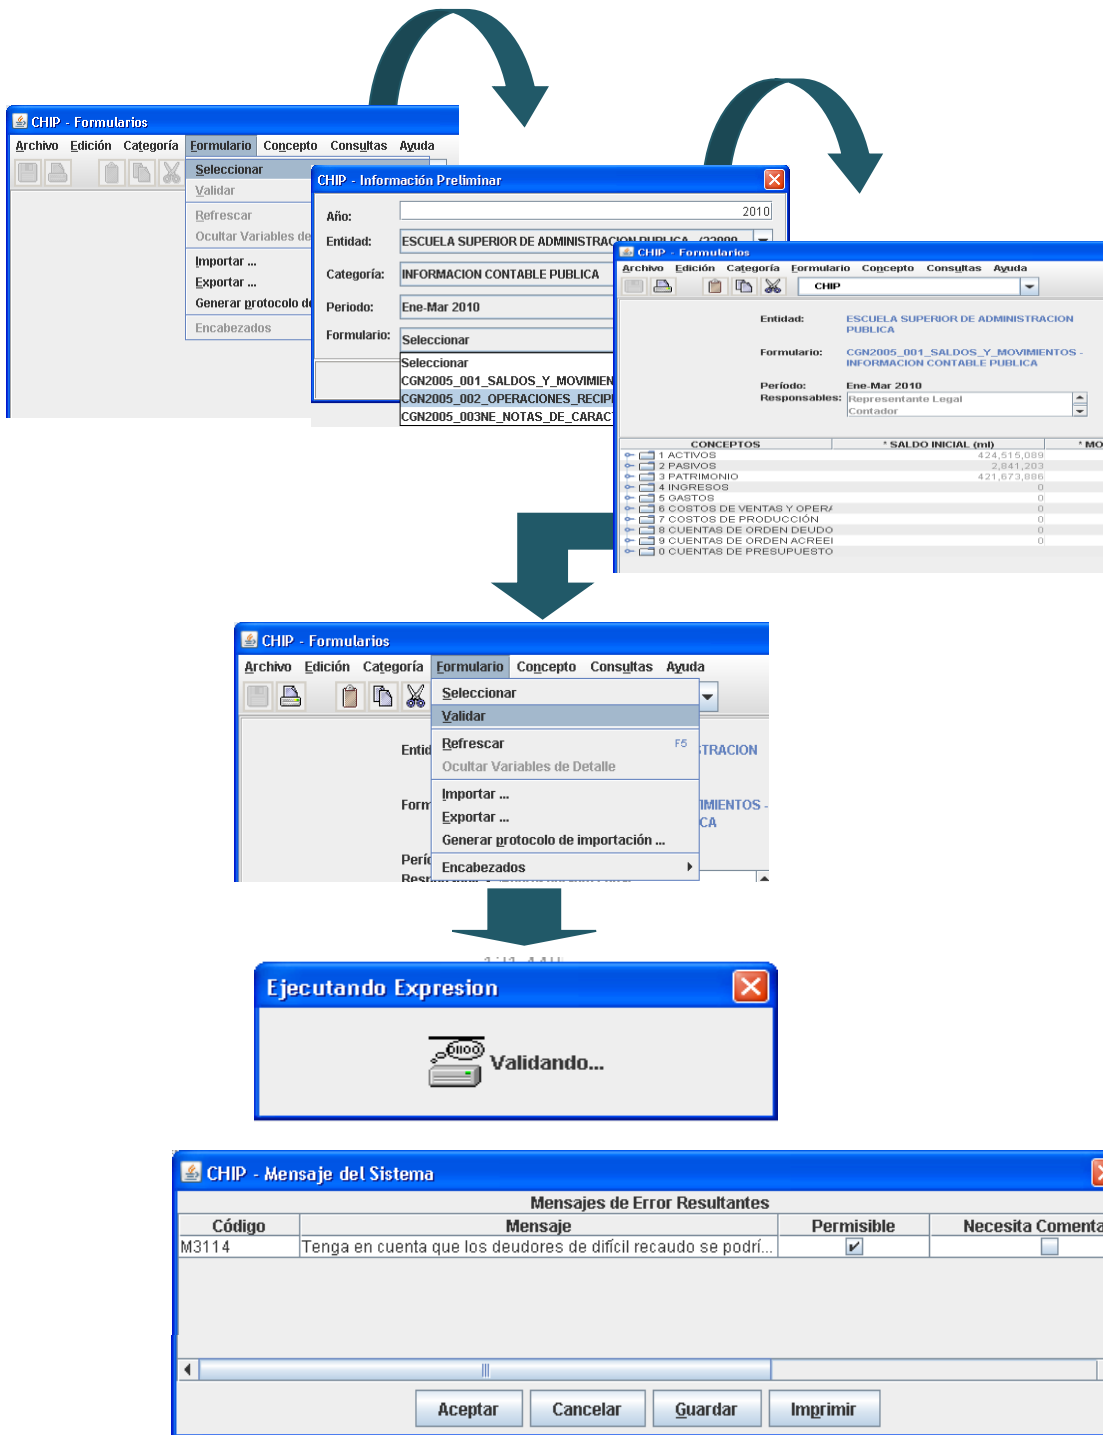 CHIP - Formularios
Archivo Edición Categoría Formulario Concepto Consultas Ayuda
Seleccionar
Validar
Refrescar
Ocultar Variables de
Importar ...
Exportar ...
Generar protocolo de
Encabezados
CHIP - Información Preliminar
Año: 2010
Entidad: ESCUELA SUPERIOR DE ADMINISTRACION PUBLICA
Categoría: INFORMACION CONTABLE PUBLICA
Periodo: Ene-Mar 2010
Formulario: Seleccionar
Seleccionar
CGN2005_001_SALDOS_Y_MOVIMIEN
CGN2005_002_OPERACIONES_RECIP
CGN2005_003NE_NOTAS_DE_CARACT
CHIP - Formularios
Archivo Edición Categoría Formulario Concepto Consultas Ayuda
CHIP
Entidad: ESCUELA SUPERIOR DE ADMINISTRACION
PUBLICA
Formulario: CGN2005_001_SALDOS_Y_MOVIMIENTOS -
INFORMACION CONTABLE PUBLICA
Período: Ene-Mar 2010
Responsables: Representante Legal
Contador
CONCEPTOS * SALDO INICIAL (ml) * MO
1 ACTIVOS 424,515,089
2 PASIVOS 2,841,203
3 PATRIMONIO 421,673,886
4 INGRESOS 0
5 GASTOS 0
6 COSTOS DE VENTAS Y OPERA 0
7 COSTOS DE PRODUCCIÓN 0
8 CUENTAS DE ORDEN DEUDO 0
9 CUENTAS DE ORDEN ACREEI 0
0 CUENTAS DE PRESUPUESTO
CHIP - Formularios
Archivo Edición Categoría Formulario Concepto Consultas Ayuda
Seleccionar
Validar
Entid Refrescar F5 STRACION
Ocultar Variables de Detalle
Form Importar ... IMIENTOS -
Exportar ... CA
Generar protocolo de importación ...
Perío Encabezados
CHIP - Mensaje del Sistema
Ejecutando Expresion
Validando...
Mensajes de Error Resultantes
Código Mensaje Permisible Necesita Comenta
M3114 Tenga en cuenta que los deudores de difícil recaudo se podrí...
Aceptar Cancelar Guardar Imprimir